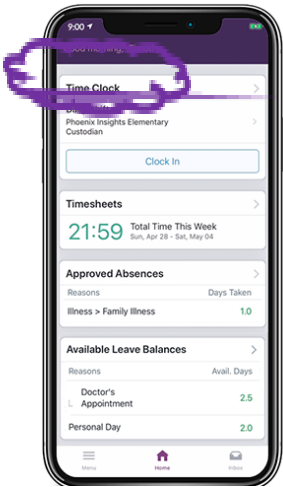 9:00
Time Clock
Phoenix Insights Elementary
Custodian
Clock In
Timesheets
21:59 Total Time This Week
Sun, Apr 28 - Sat, May 04
Approved Absences
Reasons Days Taken
Illness > Family Illness 1.0
Available Leave Balances
Reasons Avail. Days
Doctor's
Appointment 2.5
Personal Day 2.0
Menu Home Inbox